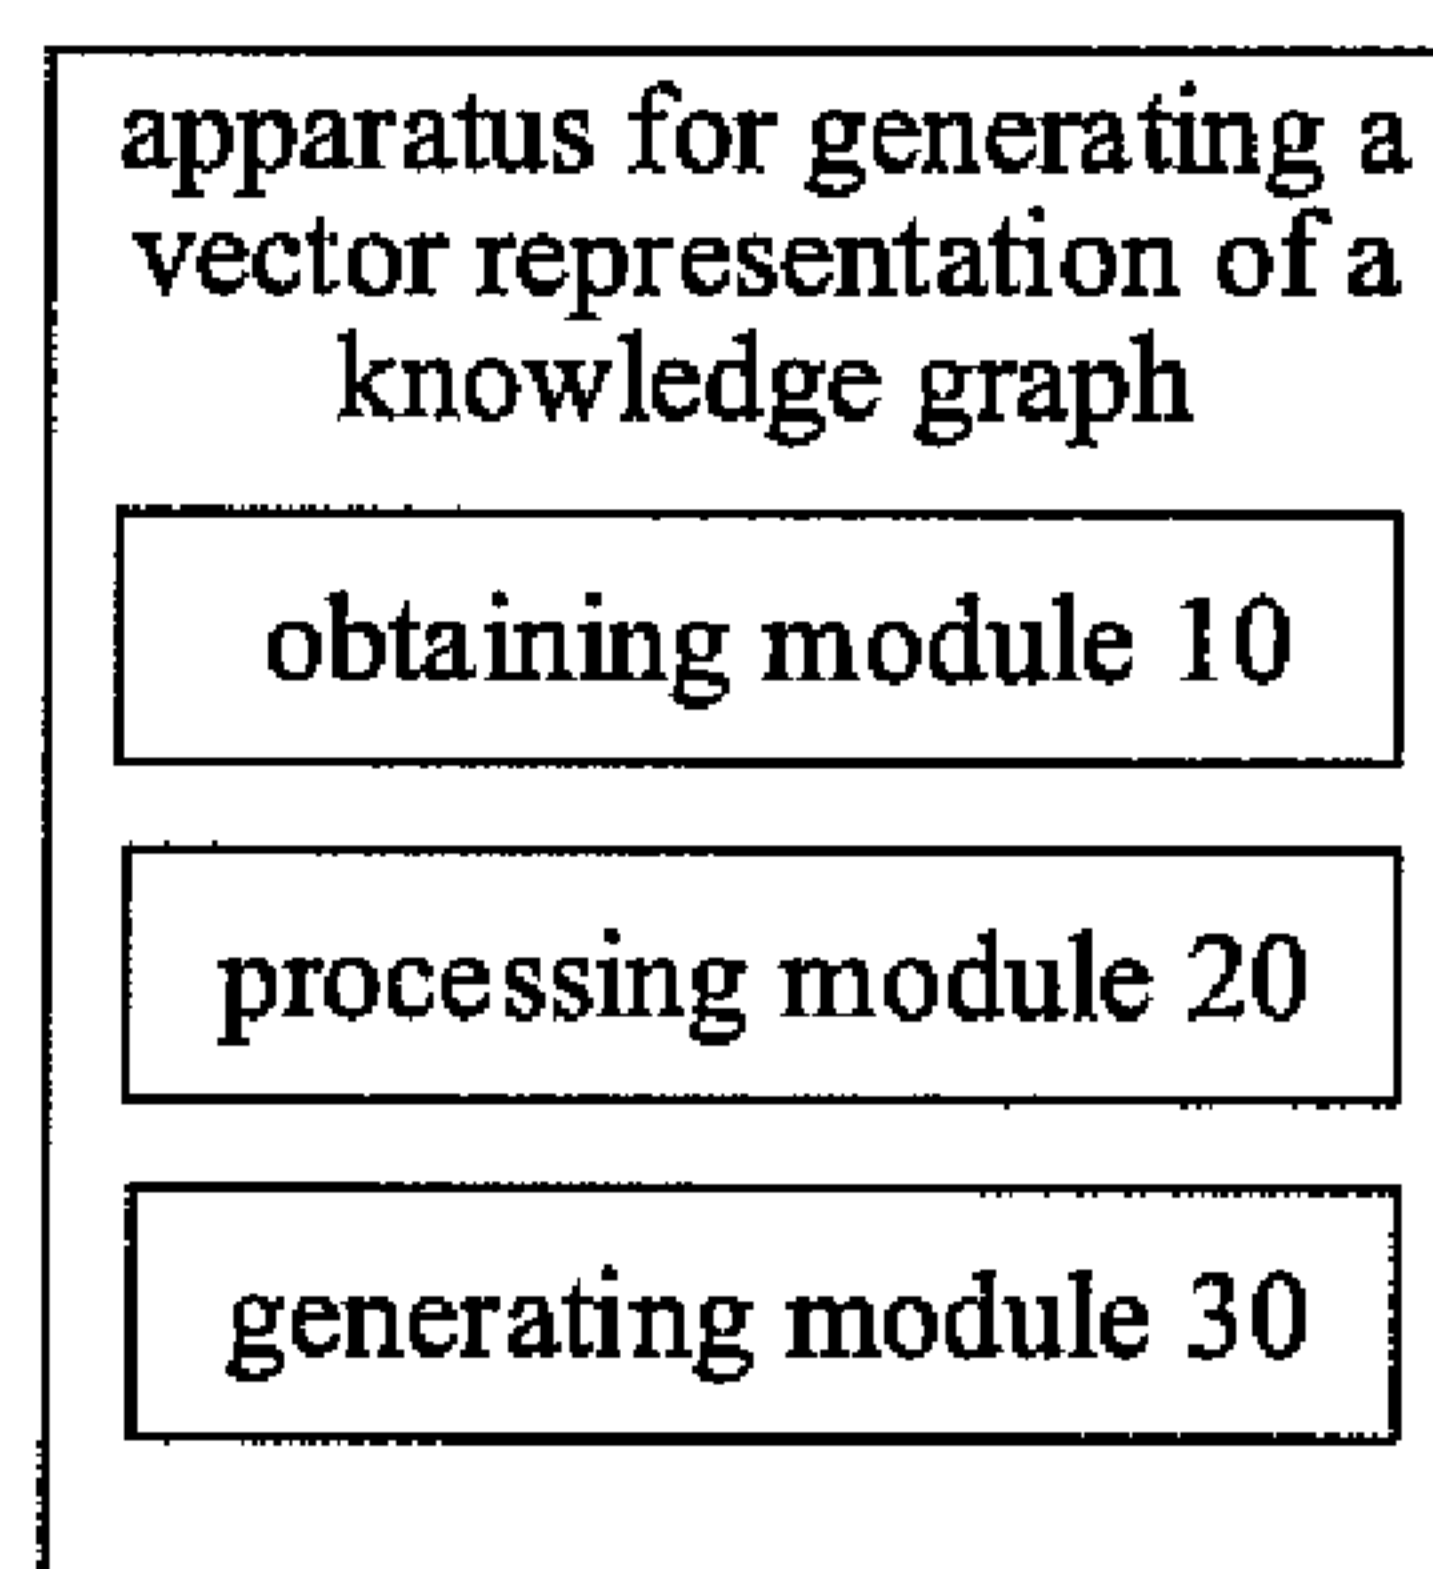 apparatus for generating a
vector representation of a
knowledge graph
obtaining module 10
processing module 20
generating module 30